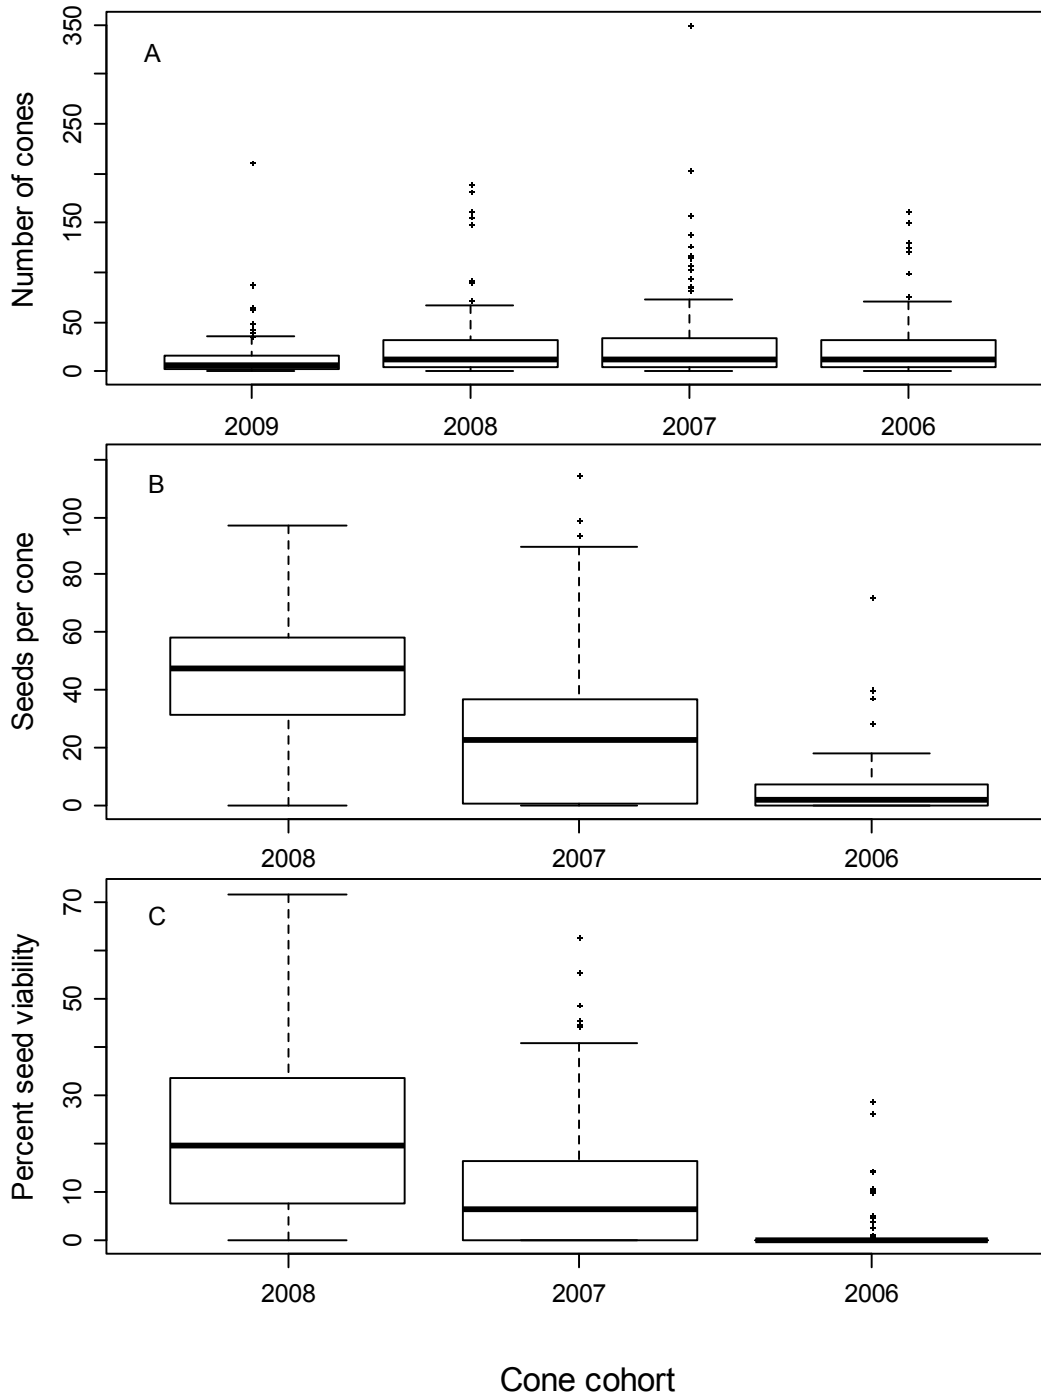 A
Number of cones
350
250
150
50
0
2009 2008 2007 2006
B
Seeds per cone
100
80
60
40
20
0
2008 2007 2006
C
Percent seed viability
70
50
30
10
0
2008 2007 2006
Cone cohort